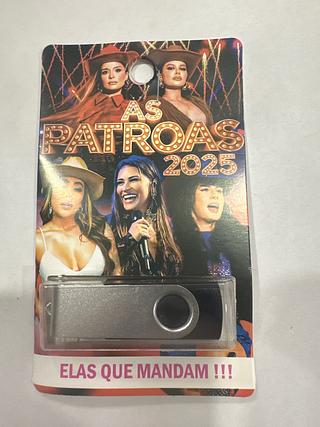 AS
PATROAS
2025
ELAS QUE MANDAM !!!